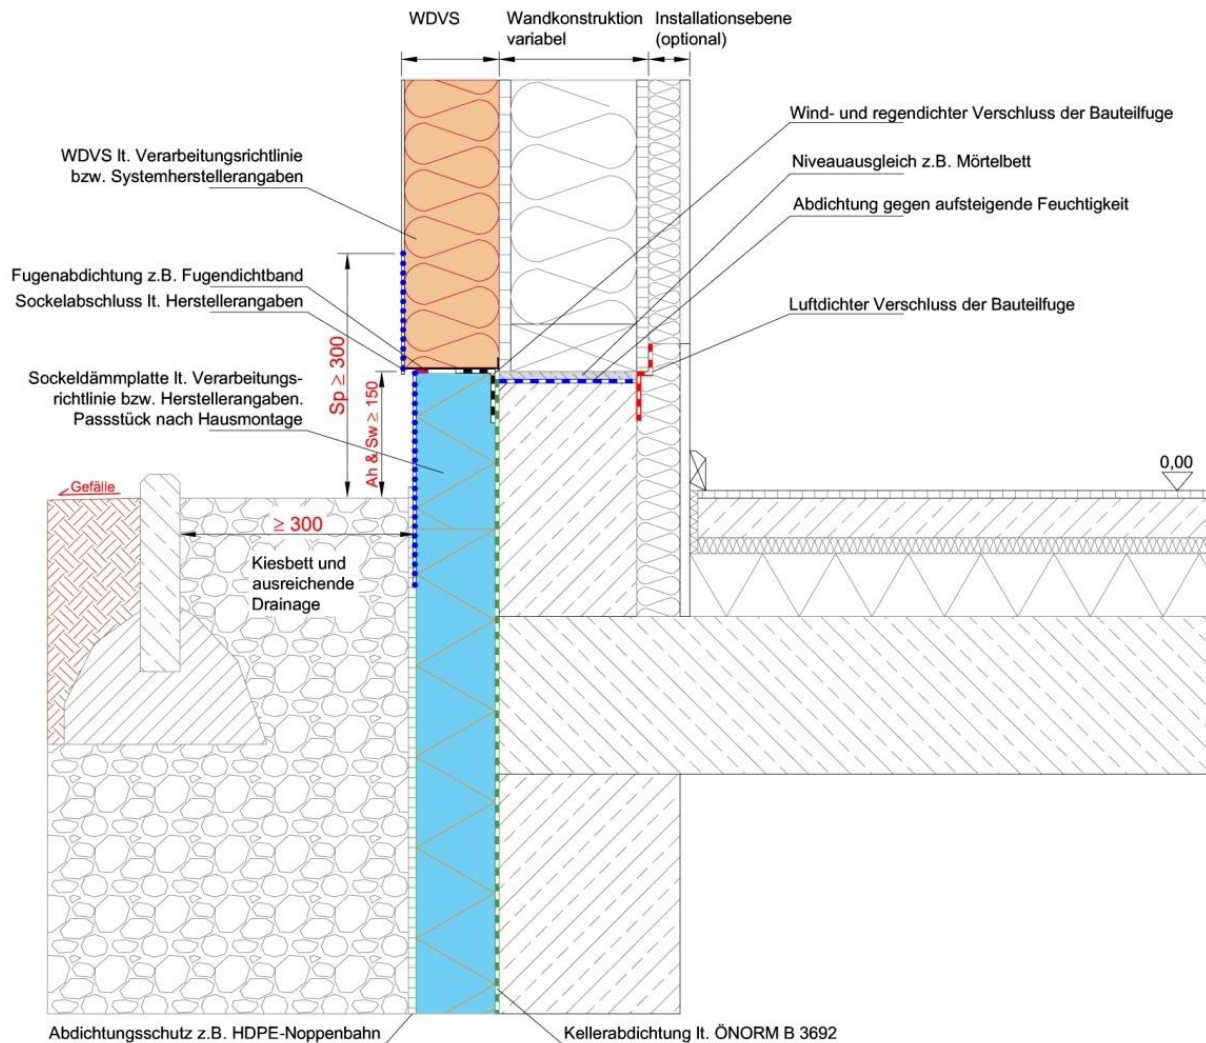 WDVS
Wandkonstruktion
variabel
Installationsebene
(optional)
Wind- und regendichter Verschluss der Bauteilfuge
WDVS lt. Verarbeitungsrichtlinie
bzw. Systemherstellerangaben
Niveauausgleich z.B. Mörtelbett
Abdichtung gegen aufsteigende Feuchtigkeit
Fugenabdichtung z.B. Fugendichtband
Sockelabschluss lt. Herstellerangaben
Luftdichter Verschluss der Bauteilfuge
Sp ≥ 300
Ah & Sw ≥ 150
Sockeldämmplatte lt. Verarbeitungs-
richtlinie bzw. Herstellerangaben.
Passstück nach Hausmontage
0,00
Gefälle
≥ 300
Kiesbett und
ausreichende
Drainage
Abdichtungsschutz z.B. HDPE-Noppenbahn
Kellerabdichtung lt. ÖNORM B 3692